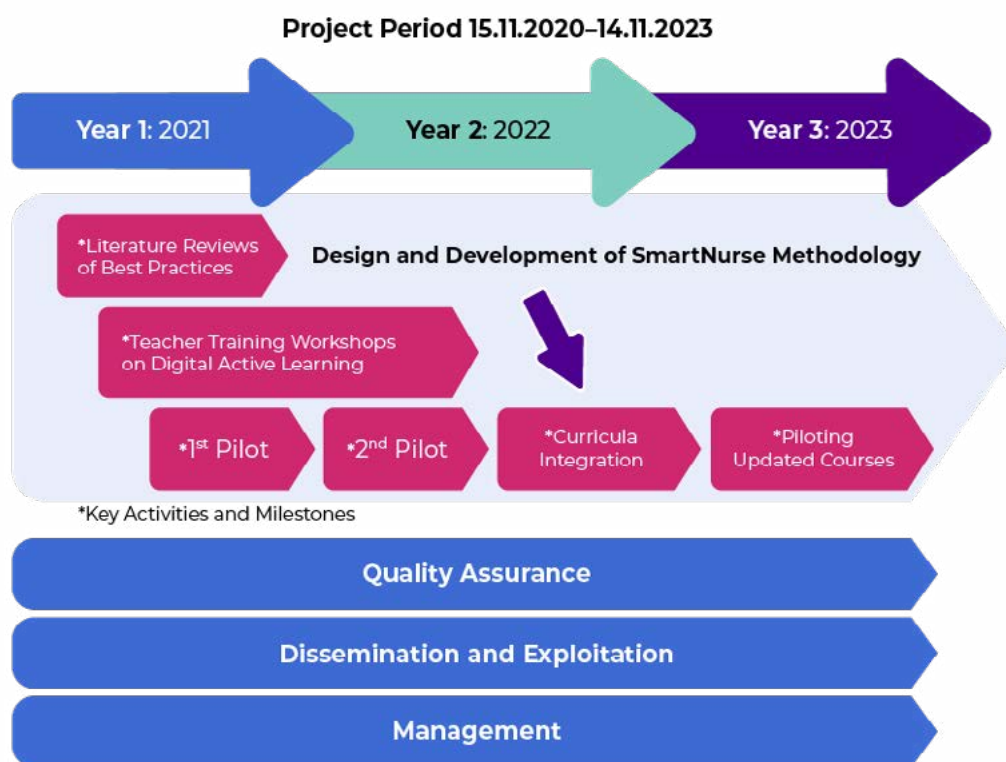 Project Period 15.11.2020–14.11.2023
Year 1: 2021
Year 2: 2022
Year 3: 2023
*Literature Reviews
of Best Practices
Design and Development of SmartNurse Methodology
*Teacher Training Workshops
on Digital Active Learning
*1st Pilot
*2nd Pilot
*Curricula
Integration
*Piloting
Updated Courses
*Key Activities and Milestones
Quality Assurance
Dissemination and Exploitation
Management